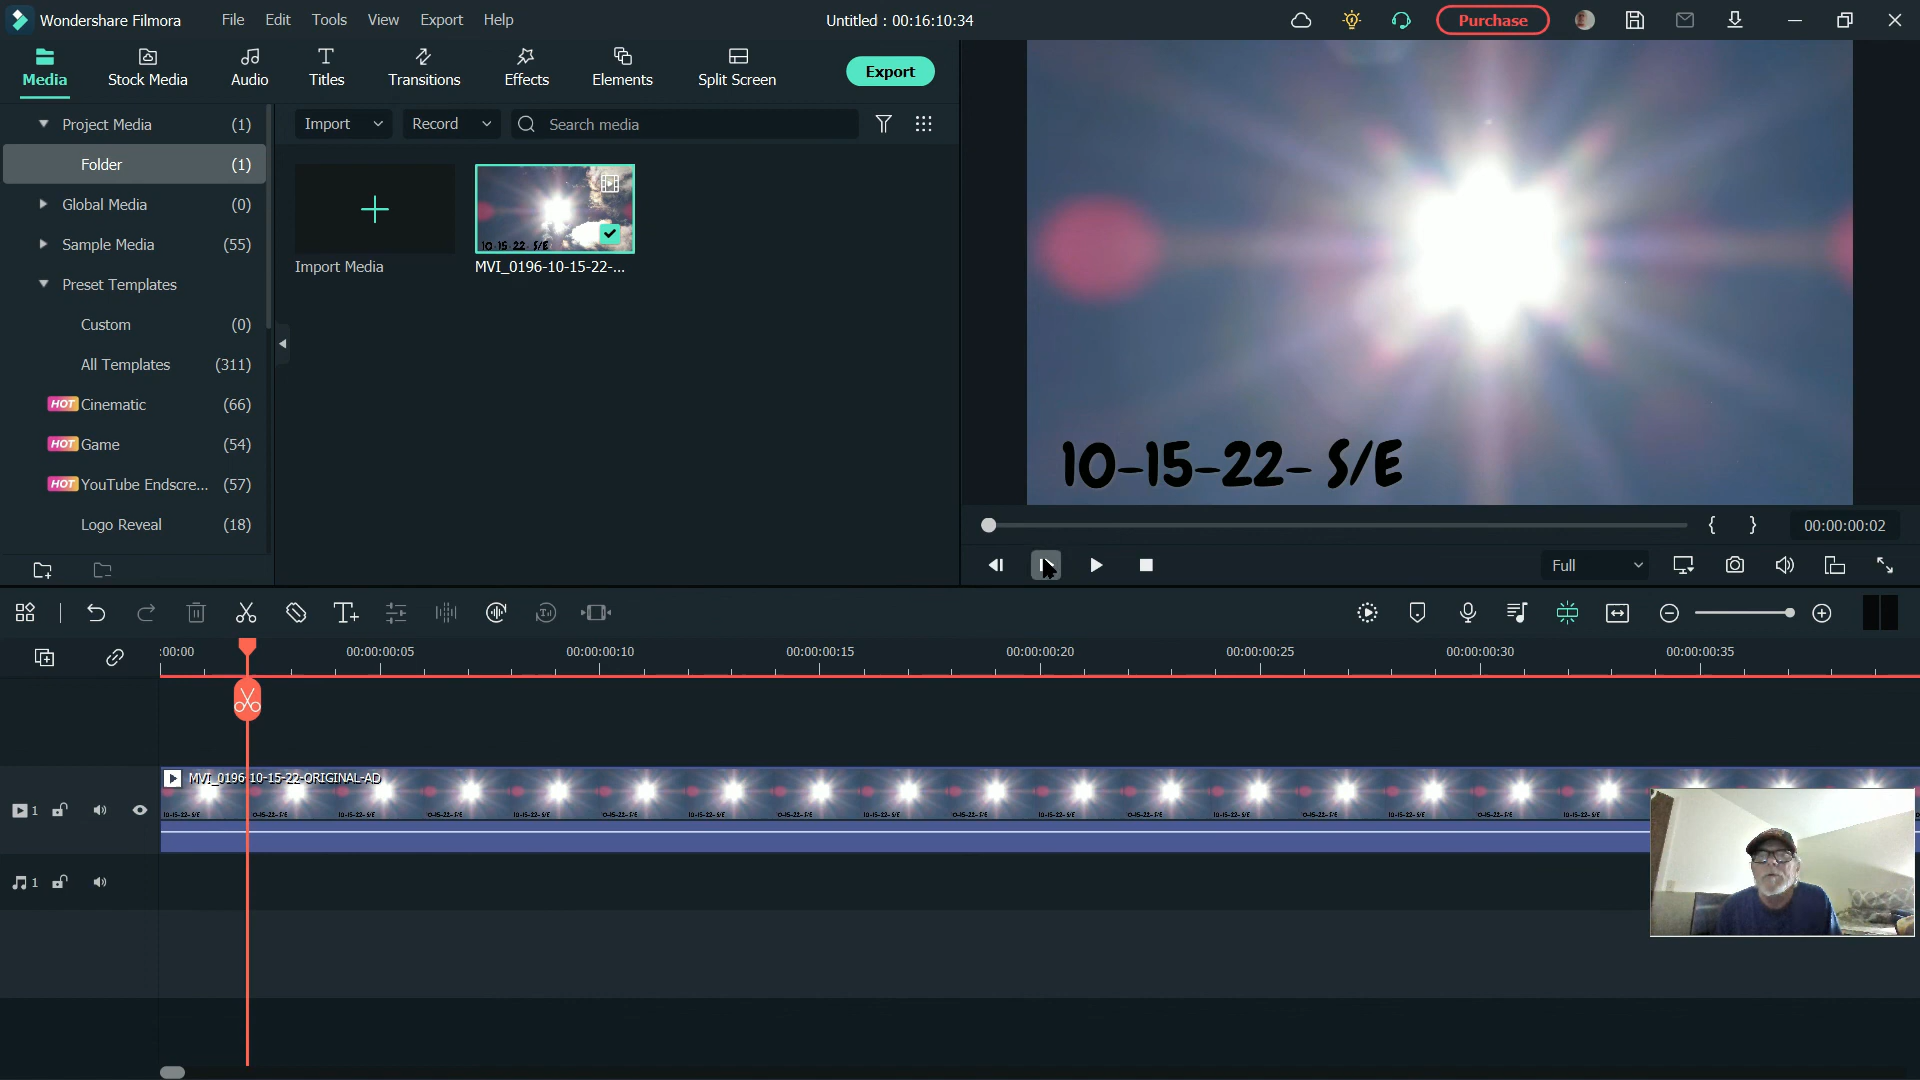 Wondershare Filmora
File Edit Tools View Export Help
Untitled : 00:16:10:34
Purchase
Media
Stock Media
Audio
Titles
Transitions
Effects
Elements
Split Screen
Export
Project Media (1)
Folder (1)
Global Media (0)
Sample Media (55)
Preset Templates
Custom (0)
All Templates (311)
HOT Cinematic (66)
HOT Game (54)
HOT YouTube Endscre... (57)
Logo Reveal (18)
Import
Record
Search media
10-15-22- S/E
Import Media
MVI_0196-10-15-22-...
10-15-22- S/E
{ }
00:00:00:02
Full
:00:00
00:00:00:05
00:00:00:10
00:00:00:15
00:00:00:20
00:00:00:25
00:00:00:30
00:00:00:35
MVI_0196-10-15-22-ORIGINAL-AD
1
1